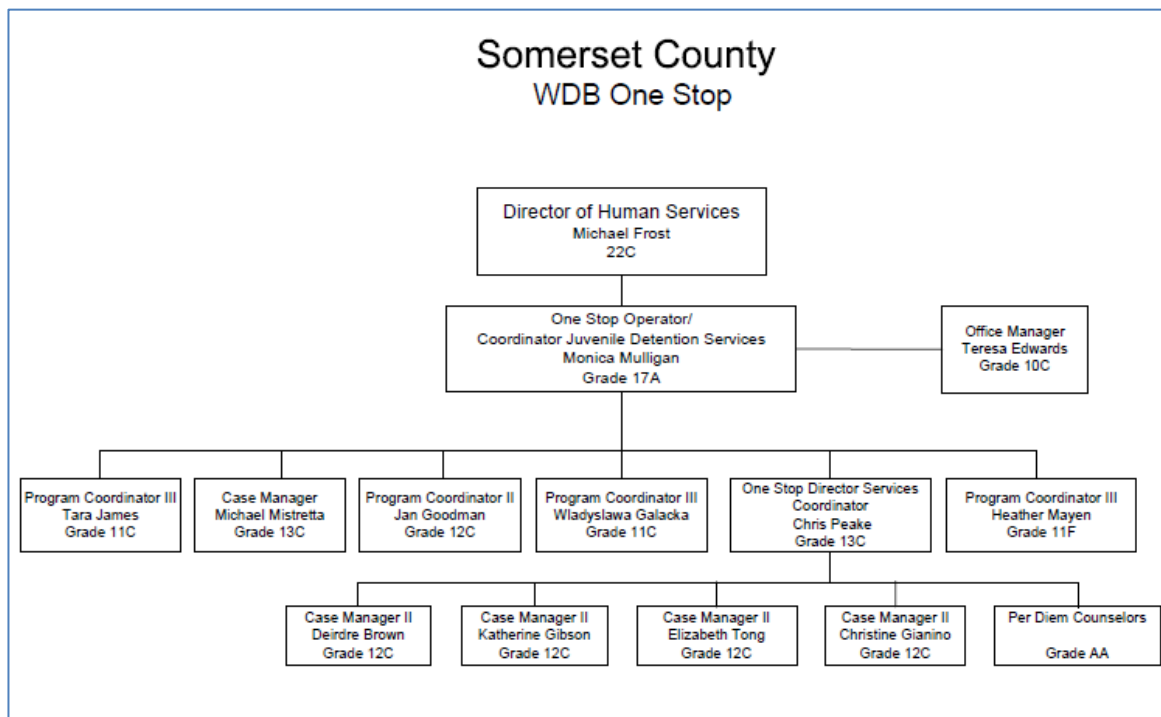 Somerset County
WDB One Stop
Director of Human Services
Michael Frost
22C
One Stop Operator/
Coordinator Juvenile Detention Services
Monica Mulligan
Grade 17A
Office Manager
Teresa Edwards
Grade 10C
Program Coordinator III
Tara James
Grade 11C
Case Manager
Michael Mistretta
Grade 13C
Program Coordinator II
Jan Goodman
Grade 12C
Program Coordinator III
Wladyslawa Galacka
Grade 11C
One Stop Director Services
Coordinator
Chris Peake
Grade 13C
Program Coordinator III
Heather Mayen
Grade 11F
Case Manager II
Deirdre Brown
Grade 12C
Case Manager II
Katherine Gibson
Grade 12C
Case Manager II
Elizabeth Tong
Grade 12C
Case Manager II
Christine Gianino
Grade 12C
Per Diem Counselors
Grade AA